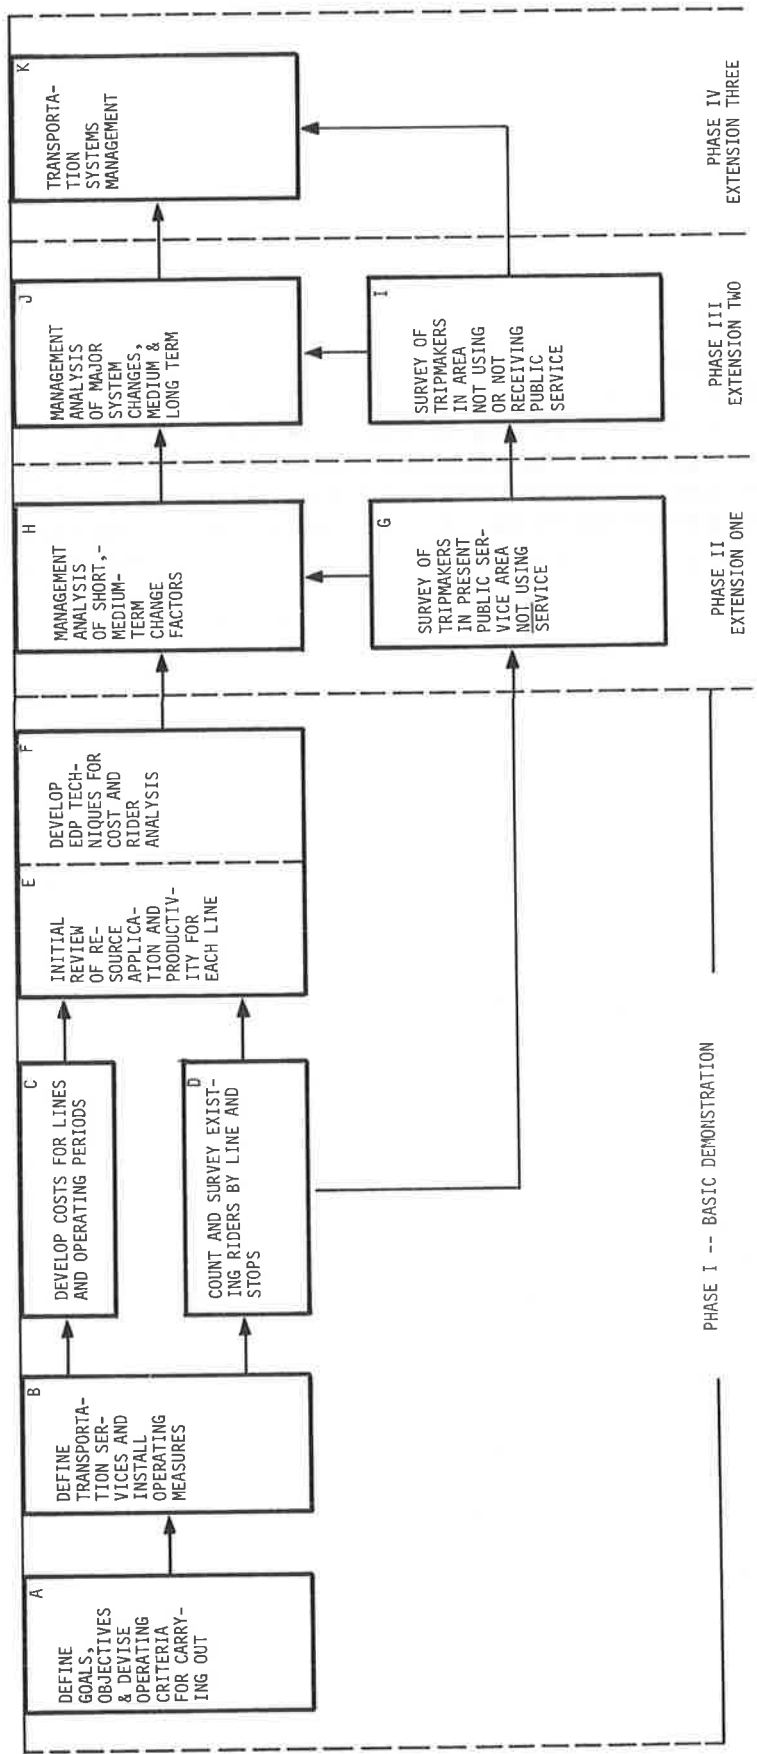 A
DEFINE
GOALS,
OBJECTIVES
& DEVISE
OPERATING
CRITERIA
FOR CARRY-
ING OUT
B
DEFINE
TRANSPORTA-
TION SER-
VICES AND
INSTALL
OPERATING
MEASURES
C
DEVELOP COSTS FOR LINES
AND OPERATING PERIODS
D
COUNT AND SURVEY EXIST-
ING RIDERS BY LINE AND
STOPS
E
INITIAL
REVIEW
OF RE-
SOURCE
APPLICA-
TION AND
PRODUCTIV-
ITY FOR
EACH LINE
F
DEVELOP
EDP TECH-
NIQUES FOR
COST AND
RIDER
ANALYSIS
H
MANAGEMENT
ANALYSIS
OF SHORT,-
MEDIUM-
TERM
CHANGE
FACTORS
G
SURVEY OF
TRIPMAKERS
IN PRESENT
PUBLIC SER-
VICE AREA
NOT USING
SERVICE
J
MANAGEMENT
ANALYSIS
OF MAJOR
SYSTEM
CHANGES,
MEDIUM &
LONG TERM
I
SURVEY OF
TRIPMAKERS
IN AREA
NOT USING
OR NOT
RECEIVING
PUBLIC
SERVICE
K
TRANSPORTA-
TION
SYSTEMS
MANAGEMENT
PHASE I -- BASIC DEMONSTRATION
PHASE II
EXTENSION ONE
PHASE III
EXTENSION TWO
PHASE IV
EXTENSION THREE